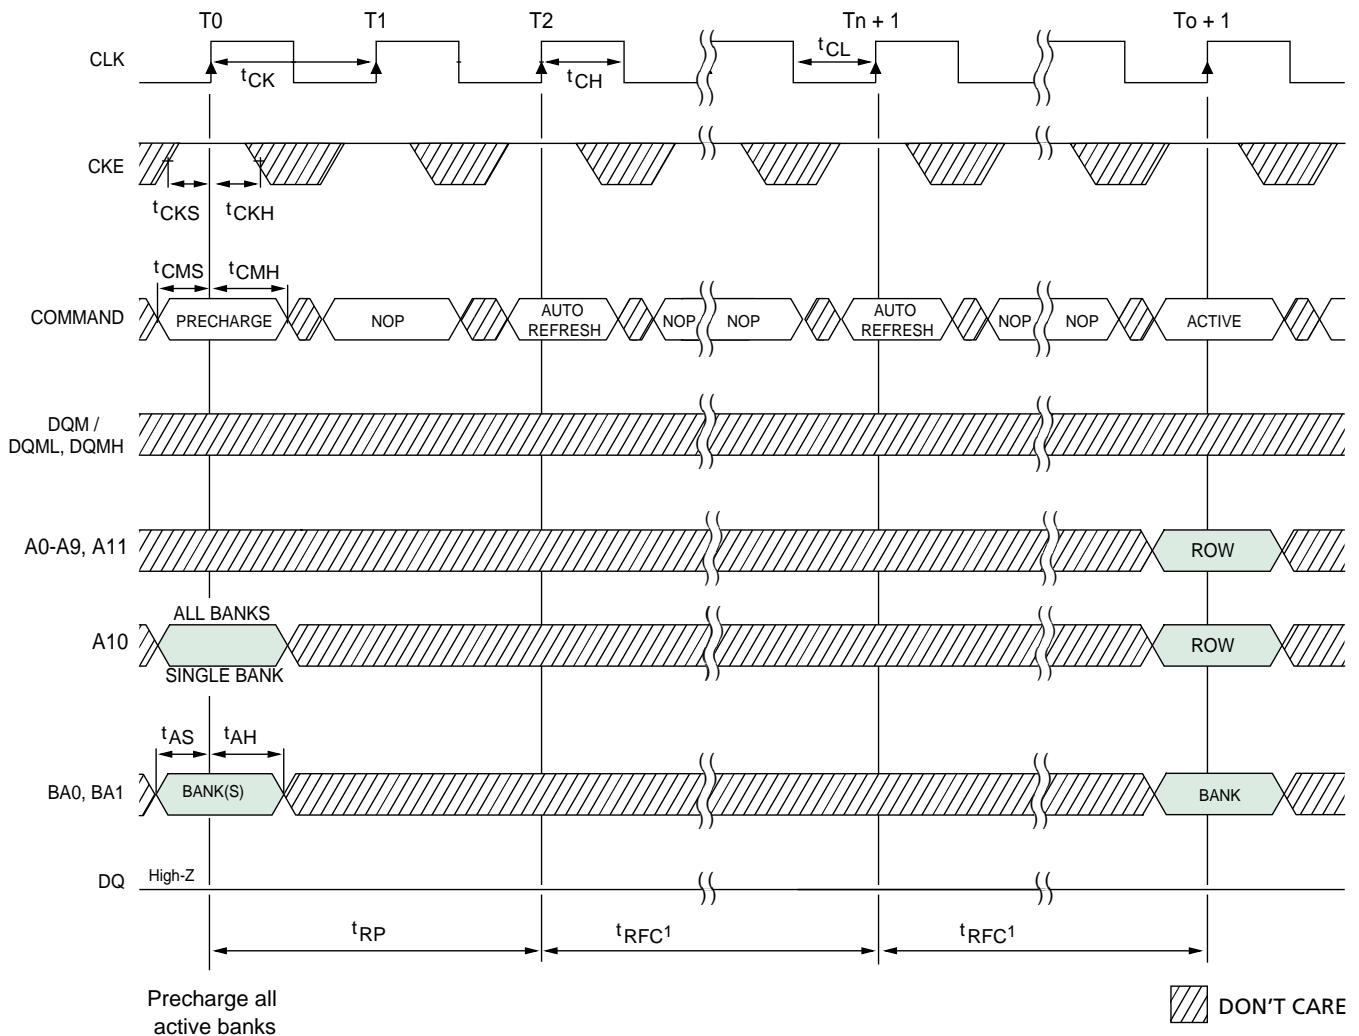 T0 T1 T2 Tn + 1 To + 1
CLK
tCK tCH tCL
CKE
tCKS tCKH
tCMS tCMH
COMMAND PRECHARGE NOP AUTO REFRESH NOP NOP AUTO REFRESH NOP NOP ACTIVE
DQM /
DQML, DQMH
A0-A9, A11 ROW
ALL BANKS
A10 ROW
SINGLE BANK
tAS tAH
BA0, BA1 BANK(S) BANK
DQ High-Z
tRP tRFC1 tRFC1
Precharge all
active banks
DON'T CARE